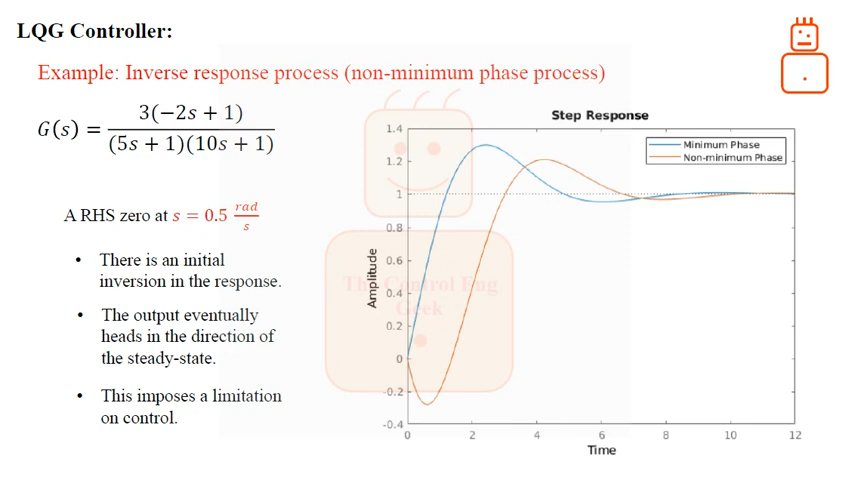 LQG Controller:
Example: Inverse response process (non-minimum phase process)
G(s) = 3(−2s + 1) / (5s + 1)(10s + 1)
A RHS zero at s = 0.5 rad/s
• There is an initial
inversion in the response.
• The output eventually
heads in the direction of
the steady-state.
• This imposes a limitation
on control.
Step Response
Minimum Phase
Non-minimum Phase
1.4
1.2
1
0.8
0.6
0.4
0.2
0
-0.2
-0.4
Amplitude
0 2 4 6 8 10 12
Time
The Control Eng
Geek